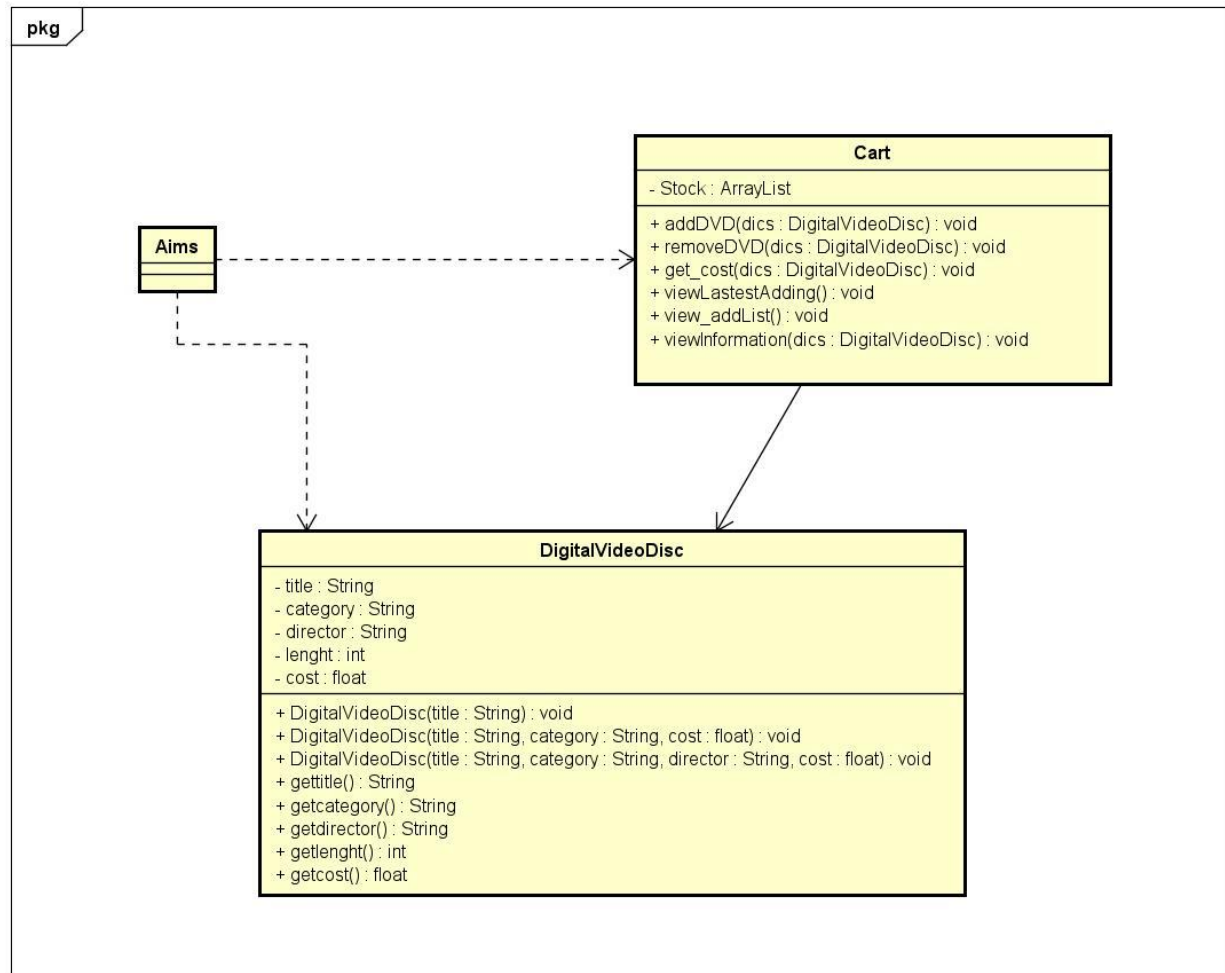 pkg
Cart
- Stock : ArrayList
+ addDVD(dics : DigitalVideoDisc) : void
+ removeDVD(dics : DigitalVideoDisc) : void
+ get_cost(dics : DigitalVideoDisc) : void
+ viewLastestAdding() : void
+ view_addList() : void
+ viewInformation(dics : DigitalVideoDisc) : void
Aims
DigitalVideoDisc
- title : String
- category : String
- director : String
- lenght : int
- cost : float
+ DigitalVideoDisc(title : String) : void
+ DigitalVideoDisc(title : String, category : String, cost : float) : void
+ DigitalVideoDisc(title : String, category : String, director : String, cost : float) : void
+ gettitle() : String
+ getcategory() : String
+ getdirector() : String
+ getlenght() : int
+ getcost() : float